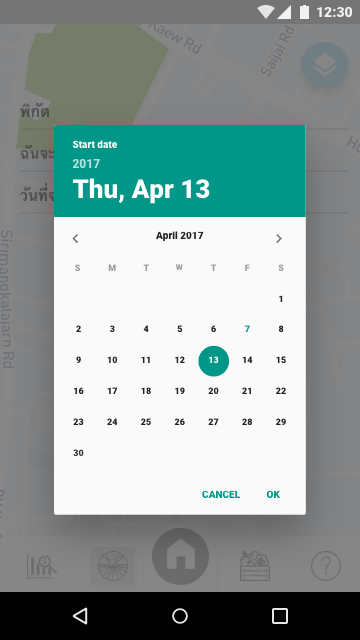 12:30
Kaew Rd
Saijai Rd
พิกัด
ฉันจะ
วันที่
Sirimangkalajarn Rd
Start date
2017
Thu, Apr 13
April 2017
S M T W T F S
1
2 3 4 5 6 7 8
9 10 11 12 13 14 15
16 17 18 19 20 21 22
23 24 25 26 27 28 29
30
CANCEL OK